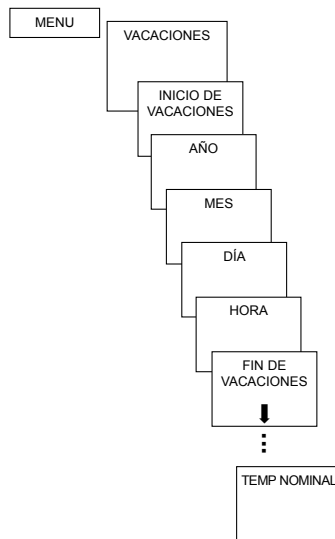 MENU
VACACIONES
INICIO DE
VACACIONES
AÑO
MES
DÍA
HORA
FIN DE
VACACIONES
TEMP NOMINAL